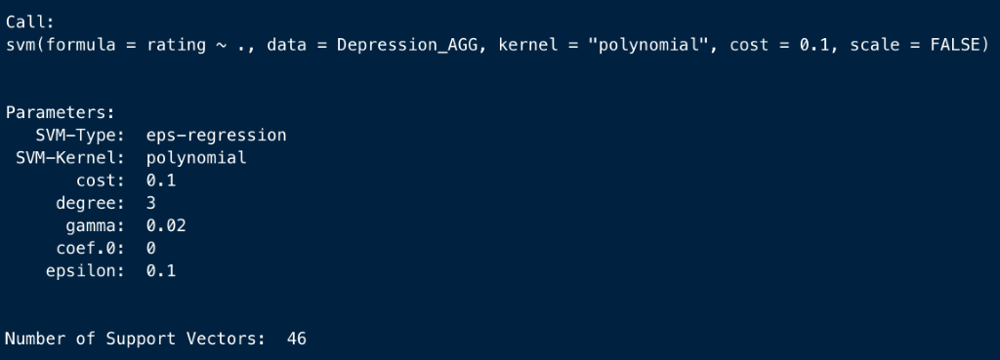 Call:
svm(formula = rating ~ ., data = Depression_AGG, kernel = "polynomial", cost = 0.1, scale = FALSE)
Parameters:
SVM-Type: eps-regression
SVM-Kernel: polynomial
cost: 0.1
degree: 3
gamma: 0.02
coef.0: 0
epsilon: 0.1
Number of Support Vectors: 46